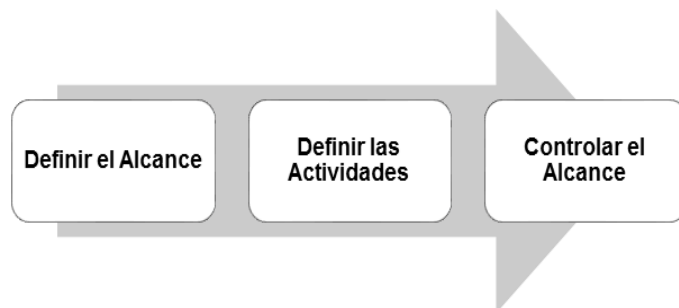 Definir el Alcance
Definir las
Actividades
Controlar el
Alcance